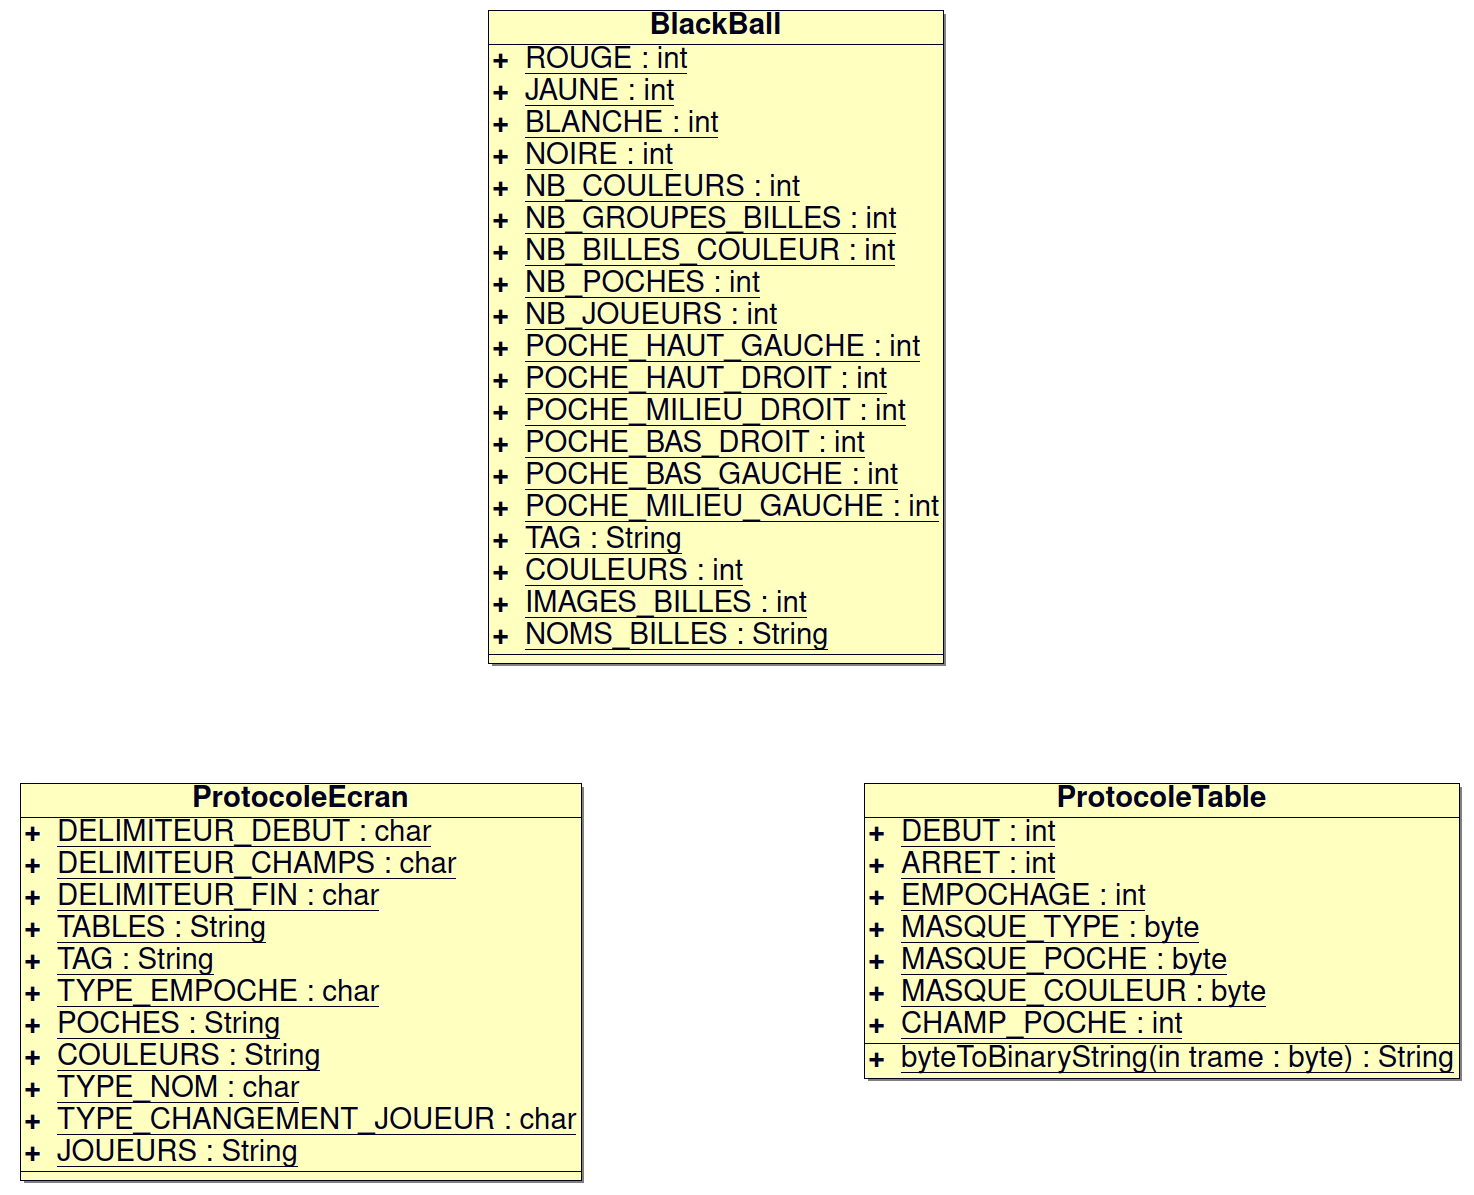 BlackBall
+ ROUGE : int
+ JAUNE : int
+ BLANCHE : int
+ NOIRE : int
+ NB_COULEURS : int
+ NB_GROUPES_BILLES : int
+ NB_BILLES_COULEUR : int
+ NB_POCHES : int
+ NB_JOUEURS : int
+ POCHE_HAUT_GAUCHE : int
+ POCHE_HAUT_DROIT : int
+ POCHE_MILIEU_DROIT : int
+ POCHE_BAS_DROIT : int
+ POCHE_BAS_GAUCHE : int
+ POCHE_MILIEU_GAUCHE : int
+ TAG : String
+ COULEURS : int
+ IMAGES_BILLES : int
+ NOMS_BILLES : String
ProtocoleEcran
+ DELIMITEUR_DEBUT : char
+ DELIMITEUR_CHAMPS : char
+ DELIMITEUR_FIN : char
+ TABLES : String
+ TAG : String
+ TYPE_EMPOCHE : char
+ POCHES : String
+ COULEURS : String
+ TYPE_NOM : char
+ TYPE_CHANGEMENT_JOUEUR : char
+ JOUEURS : String
ProtocoleTable
+ DEBUT : int
+ ARRET : int
+ EMPOCHAGE : int
+ MASQUE_TYPE : byte
+ MASQUE_POCHE : byte
+ MASQUE_COULEUR : byte
+ CHAMP_POCHE : int
+ byteToBinaryString(in trame : byte) : String